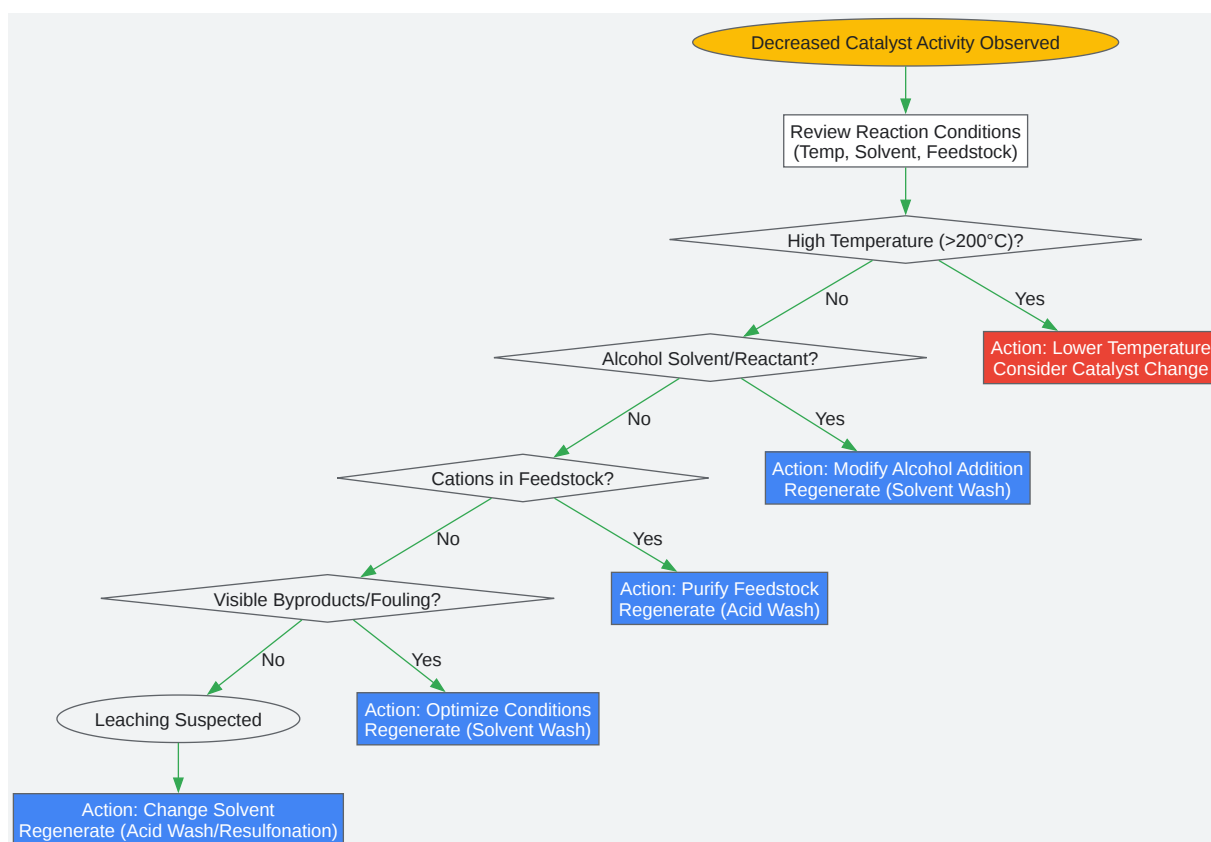 Decreased Catalyst Activity Observed
Review Reaction Conditions
(Temp, Solvent, Feedstock)
High Temperature (>200°C)?
No
Yes
Action: Lower Temperature
Consider Catalyst Change
Alcohol Solvent/Reactant?
No
Yes
Action: Modify Alcohol Addition
Regenerate (Solvent Wash)
Cations in Feedstock?
No
Yes
Action: Purify Feedstock
Regenerate (Acid Wash)
Visible Byproducts/Fouling?
No
Yes
Action: Optimize Conditions
Regenerate (Solvent Wash)
Leaching Suspected
Action: Change Solvent
Regenerate (Acid Wash/Resulfonation)